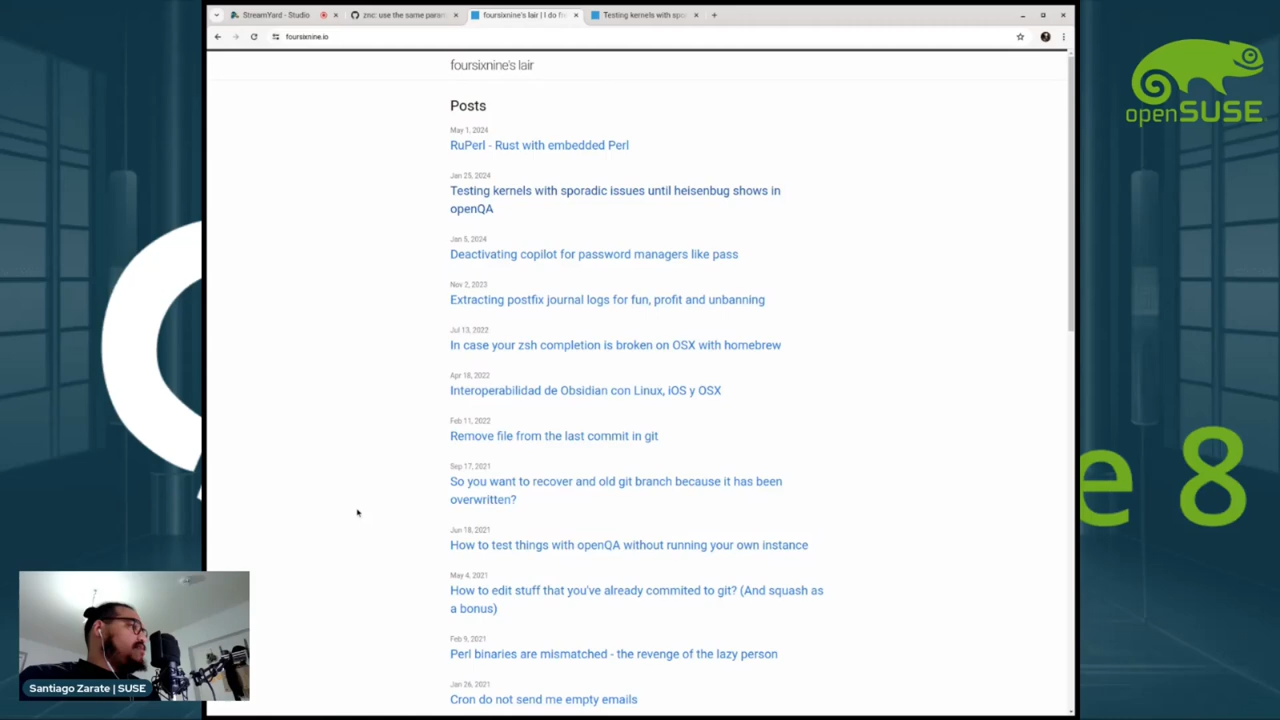 StreamYard - Studio
znc: use the same para
foursixnine's lair | I do fi
Testing kernels with spo
foursixnine.io
openSUSE
foursixnine's lair
Posts
May 1, 2024
RuPerl - Rust with embedded Perl
Jan 25, 2024
Testing kernels with sporadic issues until heisenbug shows in
openQA
Jan 5, 2024
Deactivating copilot for password managers like pass
Nov 2, 2023
Extracting postfix journal logs for fun, profit and unbanning
Jul 13, 2022
In case your zsh completion is broken on OSX with homebrew
Apr 18, 2022
Interoperabilidad de Obsidian con Linux, iOS y OSX
Feb 11, 2022
Remove file from the last commit in git
Sep 17, 2021
So you want to recover and old git branch because it has been
overwritten?
Jun 18, 2021
How to test things with openQA without running your own instance
May 4, 2021
How to edit stuff that you've already commited to git? (And squash as
a bonus)
Feb 9, 2021
Perl binaries are mismatched - the revenge of the lazy person
Jan 26, 2021
Cron do not send me empty emails
e 8
Santiago Zarate | SUSE